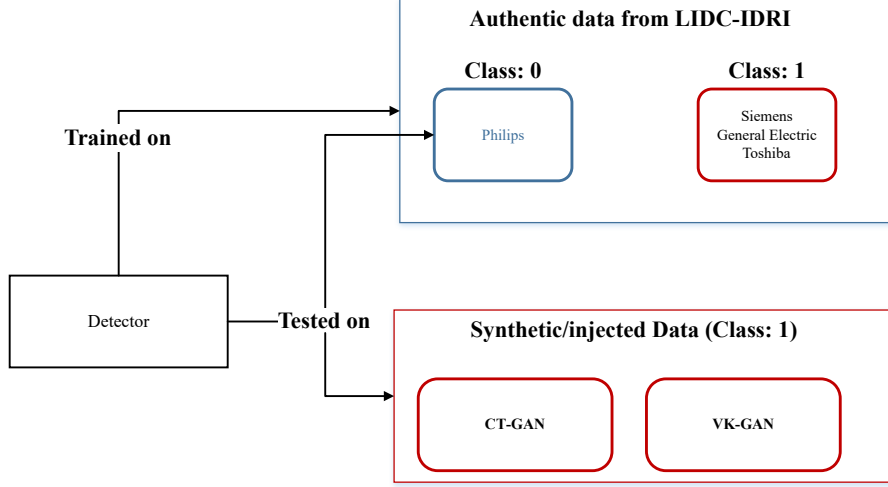 Authentic data from LIDC-IDRI
Class: 0
Class: 1
Philips
Siemens
General Electric
Toshiba
Trained on
Detector
Tested on
Synthetic/injected Data (Class: 1)
CT-GAN
VK-GAN